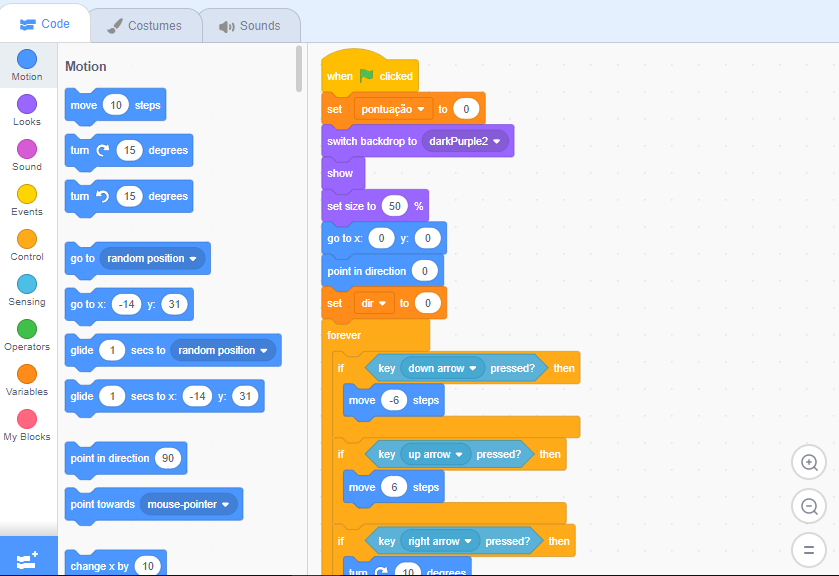 Code
Costumes
Sounds
Motion
Looks
Sound
Events
Control
Sensing
Operators
Variables
My Blocks
Motion
move 10 steps
turn 15 degrees
turn 15 degrees
go to random position
go to x: -14 y: 31
glide 1 secs to random position
glide 1 secs to x: -14 y: 31
point in direction 90
point towards mouse-pointer
change x by 10
when clicked
set pontuação to 0
switch backdrop to darkPurple2
show
set size to 50 %
go to x: 0 y: 0
point in direction 0
set dir to 0
forever
if key down arrow pressed? then
move -6 steps
if key up arrow pressed? then
move 6 steps
if key right arrow pressed? then
turn 10 degrees